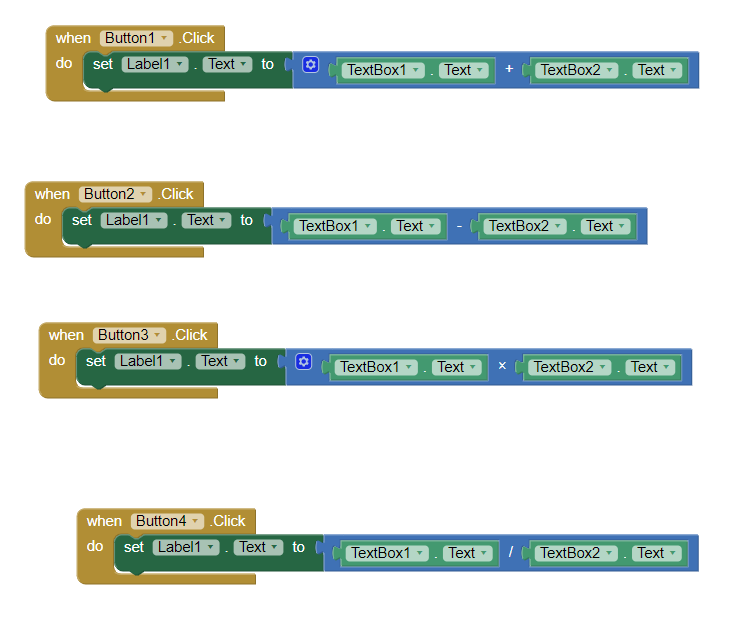 when Button1 .Click
do set Label1 . Text to TextBox1 . Text + TextBox2 . Text
when Button2 .Click
do set Label1 . Text to TextBox1 . Text - TextBox2 . Text
when Button3 .Click
do set Label1 . Text to TextBox1 . Text × TextBox2 . Text
when Button4 .Click
do set Label1 . Text to TextBox1 . Text / TextBox2 . Text